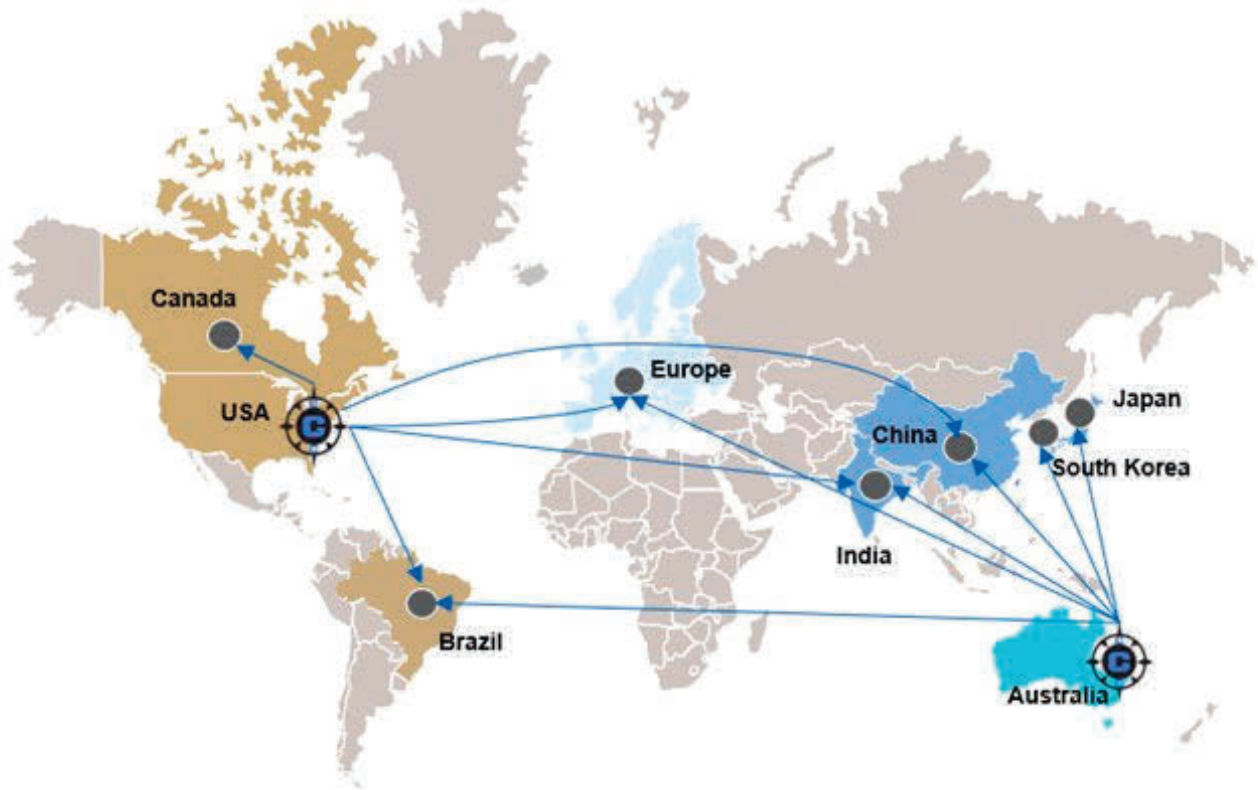 Canada
USA
Europe
China
Japan
South Korea
India
Brazil
Australia
C
C